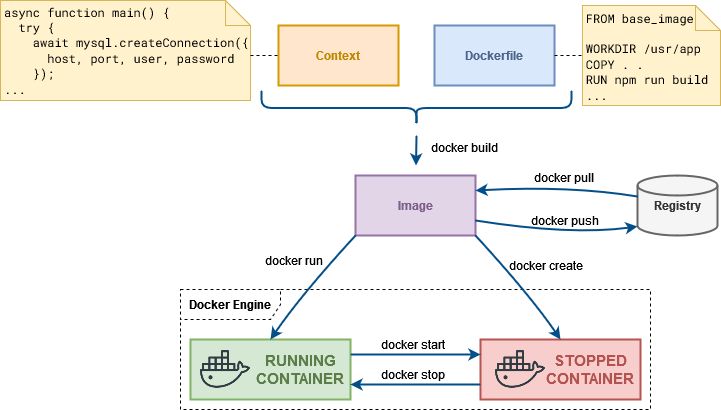 async function main() {
try {
await mysql.createConnection({
host, port, user, password
});
...
Context
Dockerfile
FROM base_image
WORKDIR /usr/app
COPY . .
RUN npm run build
...
docker build
Image
docker pull
docker push
Registry
docker run
docker create
Docker Engine
RUNNING
CONTAINER
docker start
docker stop
STOPPED
CONTAINER